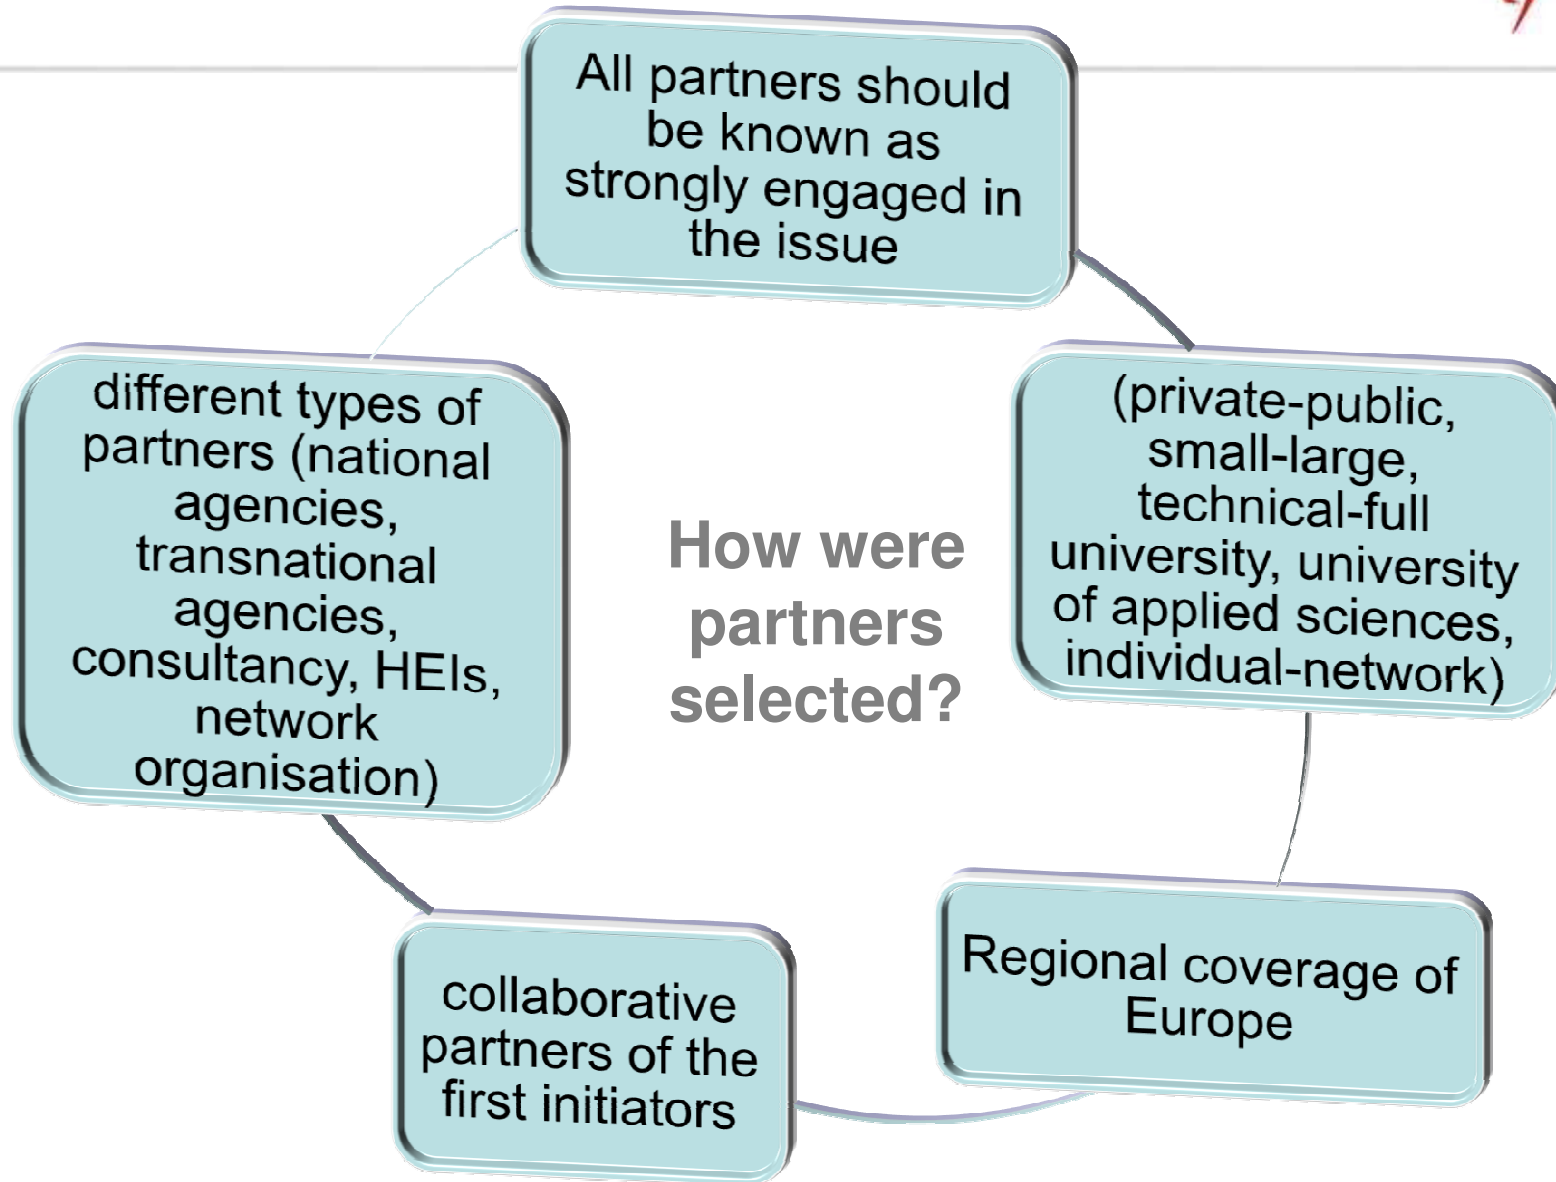 All partners should
be known as
strongly engaged in
the issue
(private-public,
small-large,
technical-full
university, university
of applied sciences,
individual-network)
Regional coverage of
Europe
collaborative
partners of the
first initiators
different types of
partners (national
agencies,
transnational
agencies,
consultancy, HEIs,
network
organisation)
How were
partners
selected?